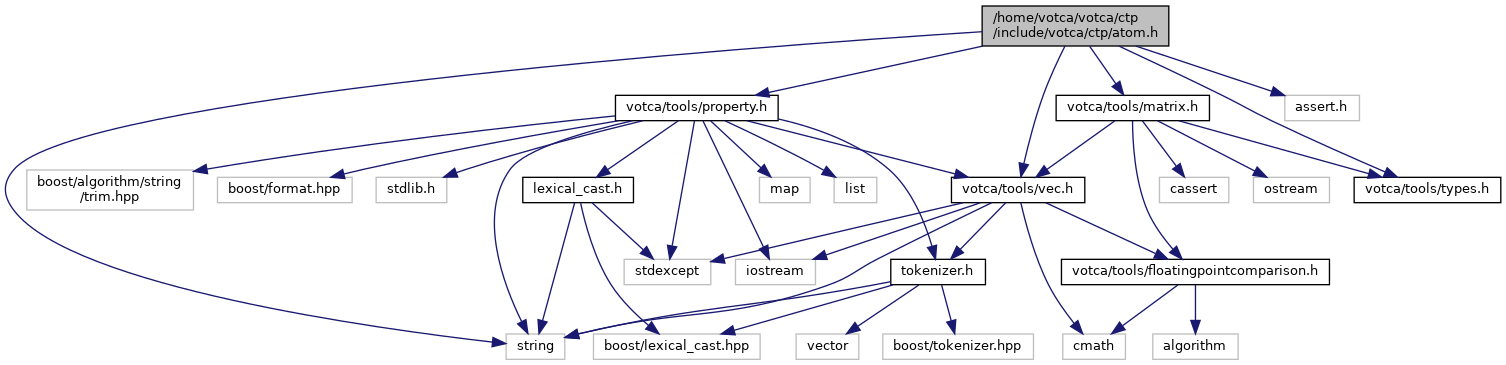 /home/votca/votca/ctp
/include/votca/ctp/atom.h
votca/tools/property.h
votca/tools/matrix.h
assert.h
boost/algorithm/string
/trim.hpp
boost/format.hpp
stdlib.h
lexical_cast.h
map
list
votca/tools/vec.h
cassert
ostream
votca/tools/types.h
stdexcept
iostream
tokenizer.h
votca/tools/floatingpointcomparison.h
string
boost/lexical_cast.hpp
vector
boost/tokenizer.hpp
cmath
algorithm